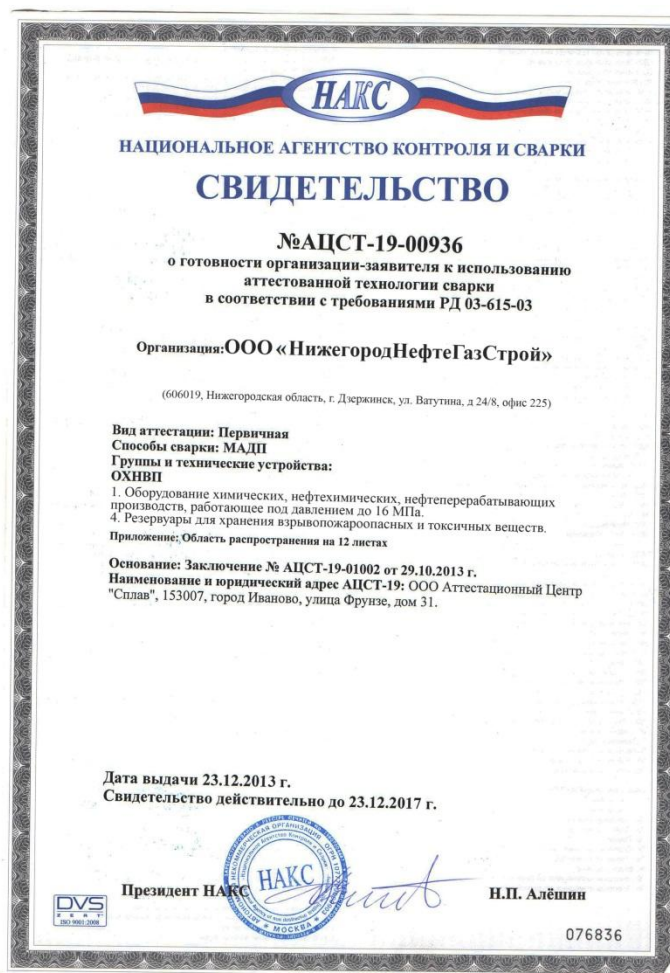 НАКС
НАЦИОНАЛЬНОЕ АГЕНТСТВО КОНТРОЛЯ И СВАРКИ
СВИДЕТЕЛЬСТВО
№АЦСТ-19-00936
о готовности организации-заявителя к использованию
аттестованной технологии сварки
в соответствии с требованиями РД 03-615-03
Организация:ООО «НижегородНефтеГазСтрой»
(606019, Нижегородская область, г. Дзержинск, ул. Ватутина, д 24/8, офис 225)
Вид аттестации: Первичная
Способы сварки: МАДП
Группы и технические устройства:
ОХНВП
1. Оборудование химических, нефтехимических, нефтеперерабатывающих
производств, работающее под давлением до 16 МПа.
4. Резервуары для хранения взрывопожароопасных и токсичных веществ.
Приложение: Область распространения на 12 листах
Основание: Заключение № АЦСТ-19-01002 от 29.10.2013 г.
Наименование и юридический адрес АЦСТ-19: ООО Аттестационный Центр
"Сплав", 153007, город Иваново, улица Фрунзе, дом 31.
Дата выдачи 23.12.2013 г.
Свидетельство действительно до 23.12.2017 г.
НАКС
МОСКВА
Президент НАКС
Н.П. Алёшин
DVS
ZERT
ISO 9001:2008
076836